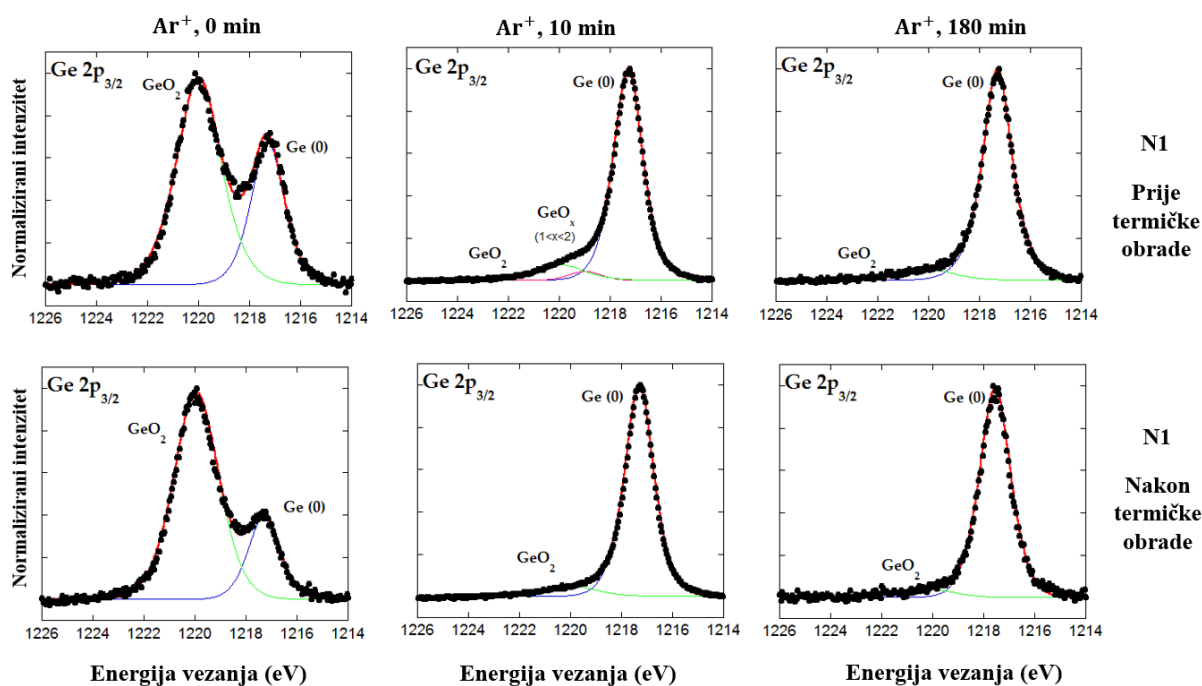 Ar⁺, 0 min
Ar⁺, 10 min
Ar⁺, 180 min
Normalizirani intenzitet
Ge 2p₃/₂
GeO₂
Ge (0)
1226 1224 1222 1220 1218 1216 1214
Ge 2p₃/₂
Ge (0)
GeOₓ
(1<x<2)
GeO₂
1226 1224 1222 1220 1218 1216 1214
Ge 2p₃/₂
Ge (0)
GeO₂
1226 1224 1222 1220 1218 1216 1214
N1
Prije
termičke
obrade
Normalizirani intenzitet
Ge 2p₃/₂
GeO₂
Ge (0)
1226 1224 1222 1220 1218 1216 1214
Energija vezanja (eV)
Ge 2p₃/₂
Ge (0)
GeO₂
1226 1224 1222 1220 1218 1216 1214
Energija vezanja (eV)
Ge 2p₃/₂
Ge (0)
GeO₂
1226 1224 1222 1220 1218 1216 1214
Energija vezanja (eV)
N1
Nakon
termičke
obrade